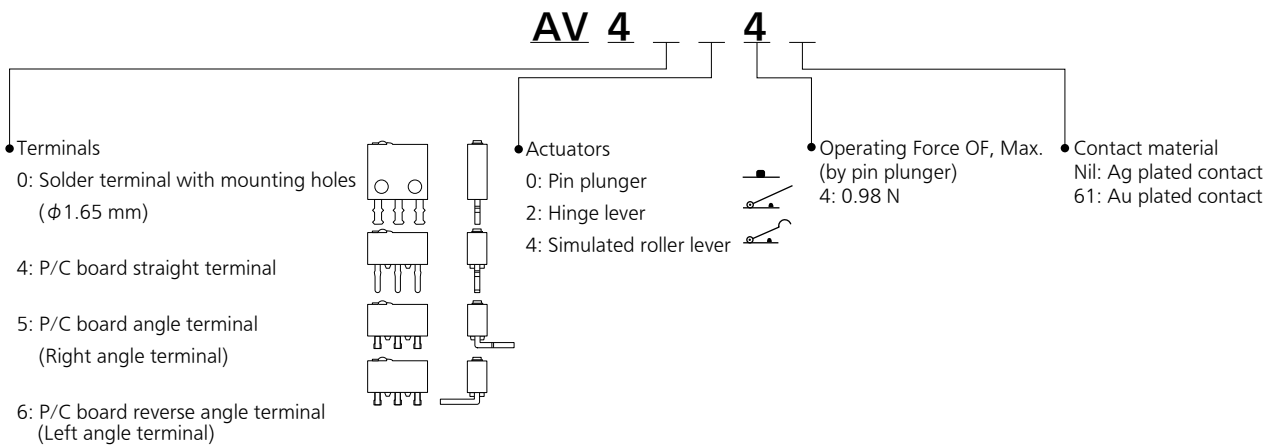 AV 4 _ _ 4 _
Terminals
0: Solder terminal with mounting holes
(ϕ1.65 mm)
4: P/C board straight terminal
5: P/C board angle terminal
(Right angle terminal)
6: P/C board reverse angle terminal
(Left angle terminal)
Actuators
0: Pin plunger
2: Hinge lever
4: Simulated roller lever
Operating Force OF, Max.
(by pin plunger)
4: 0.98 N
Contact material
Nil: Ag plated contact
61: Au plated contact